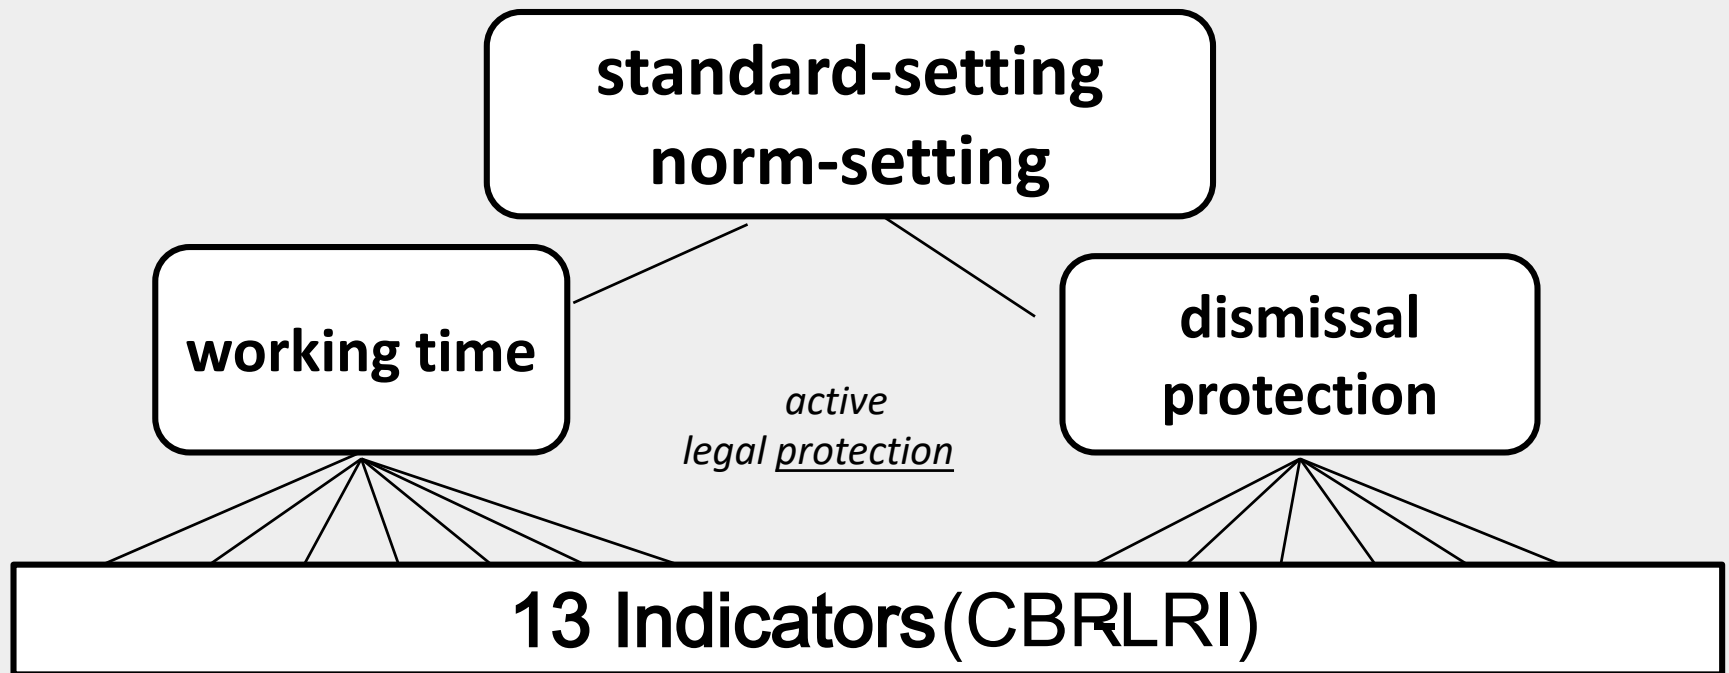 standard-setting
norm-setting
working time
dismissal
protection
active
legal protection
13 Indicators (CBR-LRI)